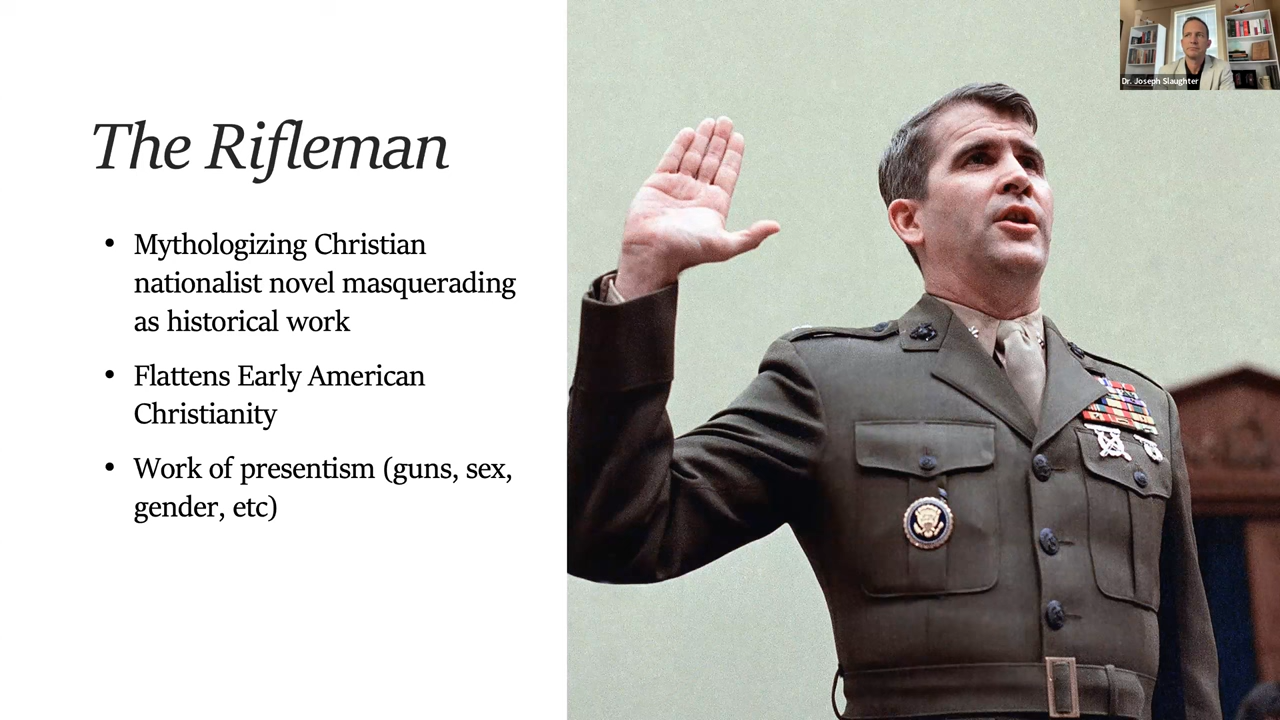 The Rifleman
• Mythologizing Christian
nationalist novel masquerading
as historical work
• Flattens Early American
Christianity
• Work of presentism (guns, sex,
gender, etc)
Dr. Joseph Slaughter